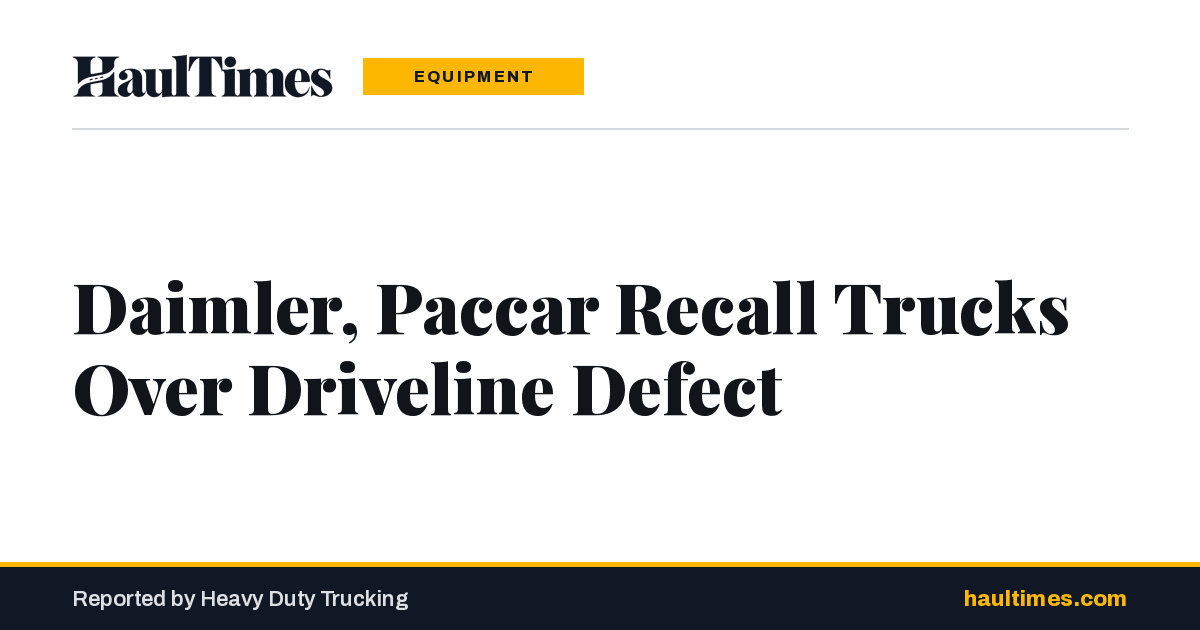 HaulTimes
EQUIPMENT
Daimler, Paccar Recall Trucks
Over Driveline Defect
Reported by Heavy Duty Trucking
haultimes.com